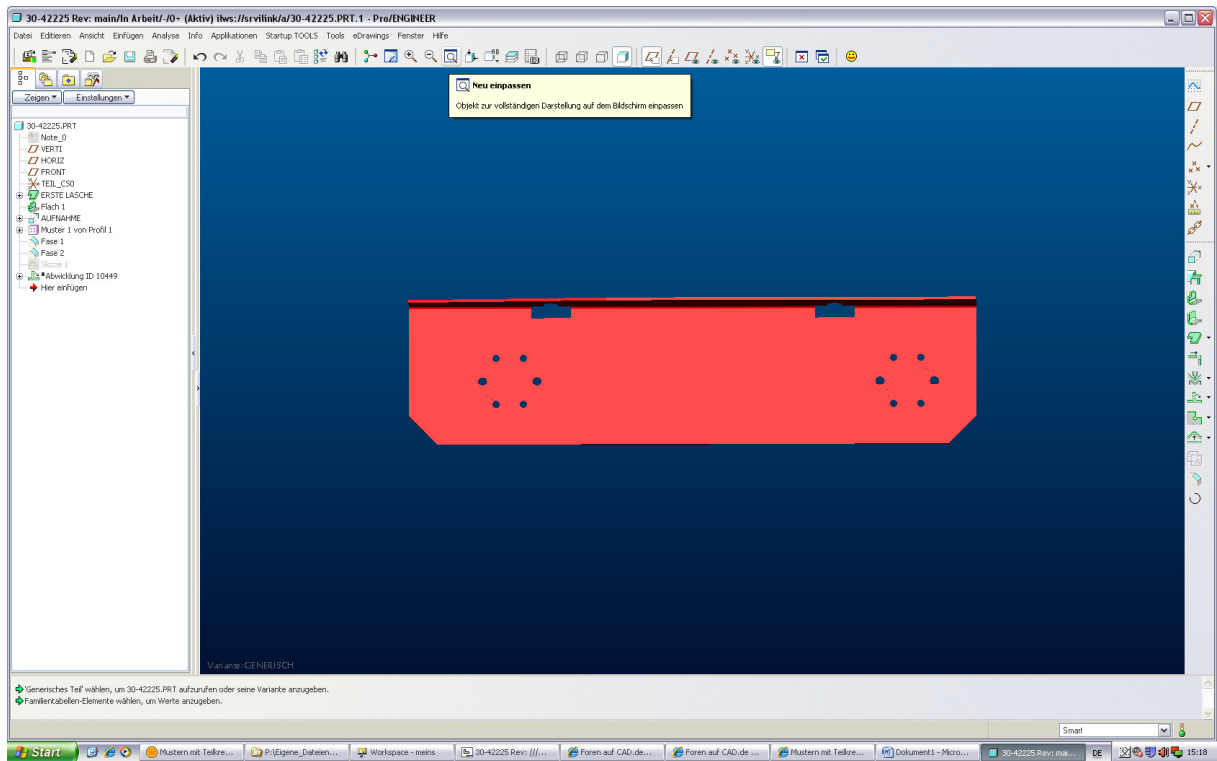 30-42225 Rev: main/In Arbeit/-/0+ (Aktiv) ilws://srvilink/a/30-42225.PRT.1 - Pro/ENGINEER
Datei Editieren Ansicht Einfügen Analyse Info Applikationen Startup TOOLS Tools eDrawings Fenster Hilfe
Neu einpassen
Objekt zur vollständigen Darstellung auf dem Bildschirm einpassen
Zeigen Einstellungen
30-42225.PRT
Note_0
VERTI
HORIZ
FRONT
TEIL_CS0
ERSTE LASCHE
Flach 1
AUFNAHME
Muster 1 von Profil 1
Fase 1
Fase 2
Skizze 1
*Abwicklung ID 10449
Hier einfügen
Variante:GENERISCH
'Generisches Teil' wählen, um 30-42225.PRT aufzurufen oder seine Variante anzugeben.
Familientabellen-Elemente wählen, um Werte anzugeben.
Smart
Start Mustern mit Teilkre... P:\Eigene_Dateien... Workspace - meins 30-42225 Rev: ///... Foren auf CAD.de... Foren auf CAD.de ... Mustern mit Teilkre... Dokument1 - Micro... 30-42225 Rev: mai... DE 15:18